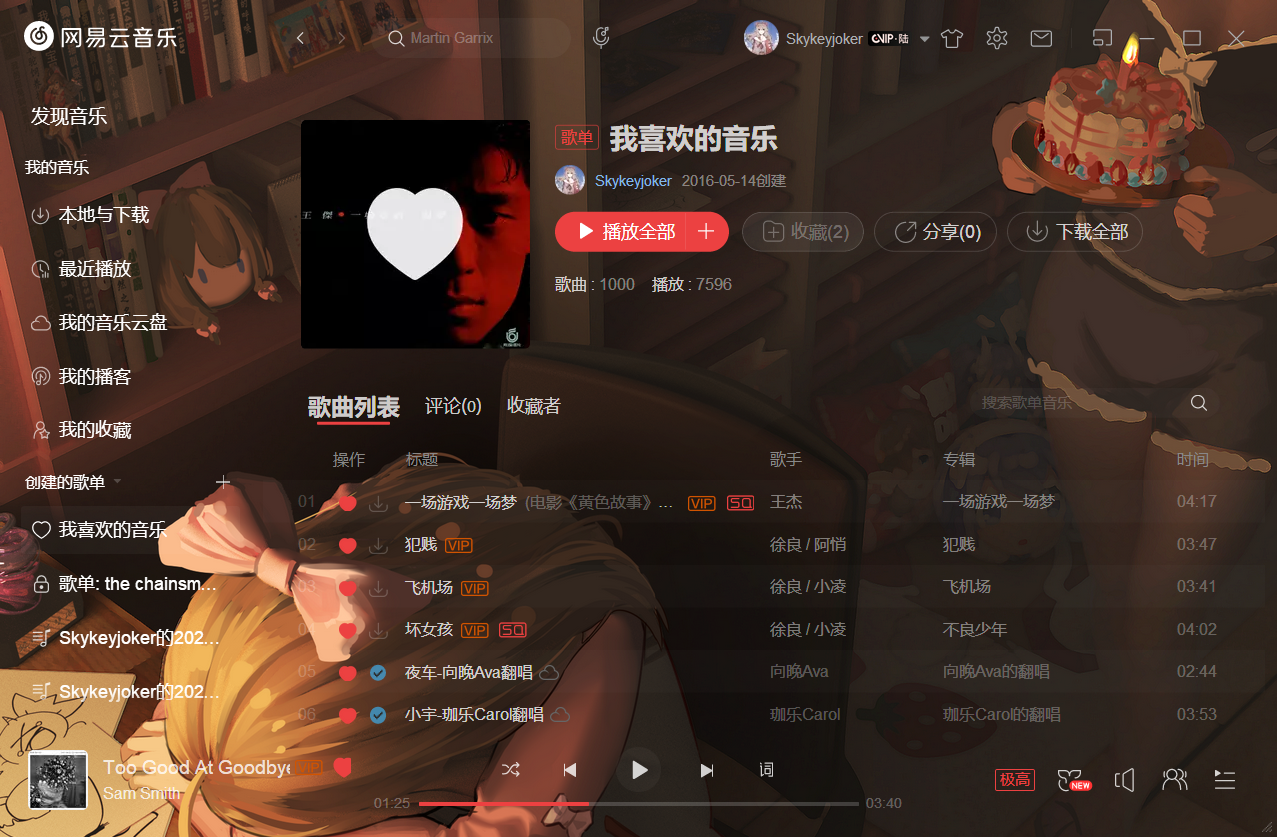 网易云音乐
Martin Garrix
Skykeyjoker VIP·陆
发现音乐
我的音乐
本地与下载
最近播放
我的音乐云盘
我的播客
我的收藏
创建的歌单
我喜欢的音乐
歌单: the chainsm...
Skykeyjoker的202...
Skykeyjoker的202...
歌单 我喜欢的音乐
Skykeyjoker 2016-05-14创建
播放全部 收藏(2) 分享(0) 下载全部
歌曲 : 1000 播放 : 7596
歌曲列表 评论(0) 收藏者 搜索歌单音乐
操作 标题 歌手 专辑 时间
01 一场游戏一场梦 (电影《黄色故事》... VIP SQ 王杰 一场游戏一场梦 04:17
02 犯贱 VIP 徐良 / 阿悄 犯贱 03:47
03 飞机场 VIP 徐良 / 小凌 飞机场 03:41
坏女孩 VIP SQ 徐良 / 小凌 不良少年 04:02
05 夜车-向晚Ava翻唱 向晚Ava 向晚Ava的翻唱 02:44
06 小宇-珈乐Carol翻唱 珈乐Carol 珈乐Carol的翻唱 03:53
Too Good At Goodbye VIP
Sam Smith
词
01:25 03:40
极高 NEW